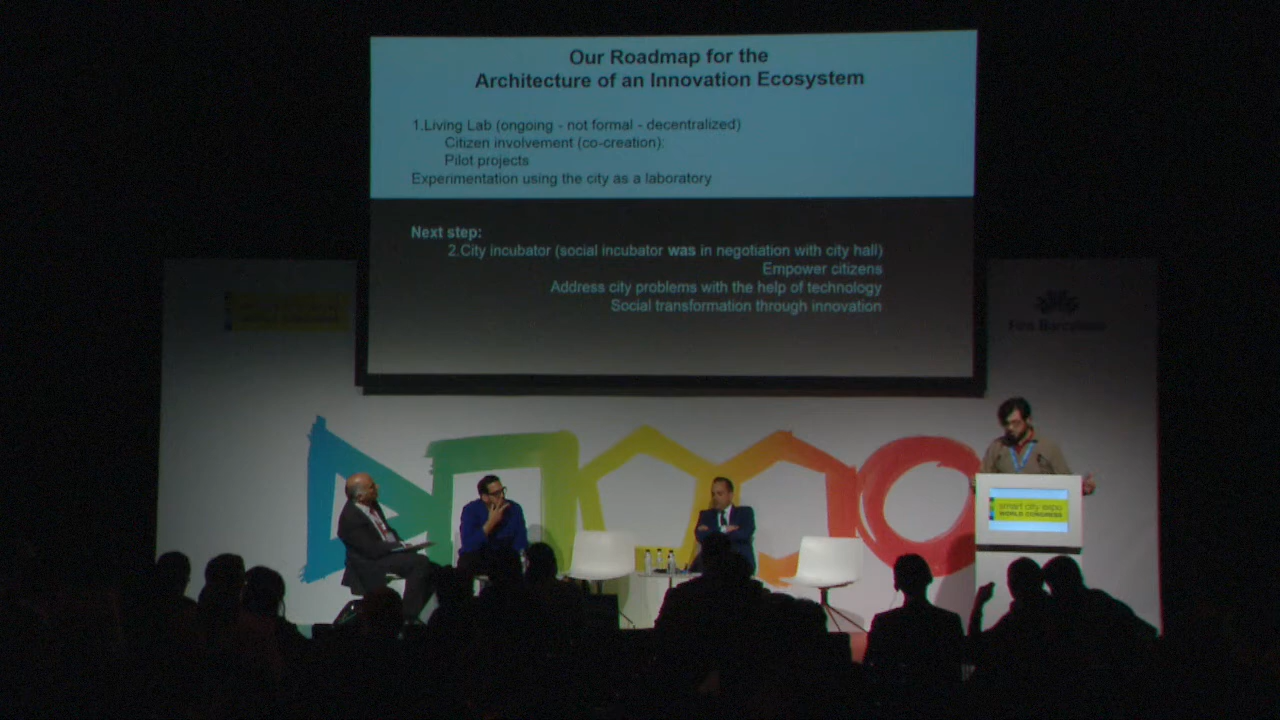 Our Roadmap for the
Architecture of an Innovation Ecosystem
1.Living Lab (ongoing - not formal - decentralized)
Citizen involvement (co-creation):
Pilot projects
Experimentation using the city as a laboratory
Next step:
2.City incubator (social incubator was in negotiation with city hall)
Empower citizens
Address city problems with the help of technology
Social transformation through innovation
Fira Barcelona
smart city expo
WORLD CONGRESS